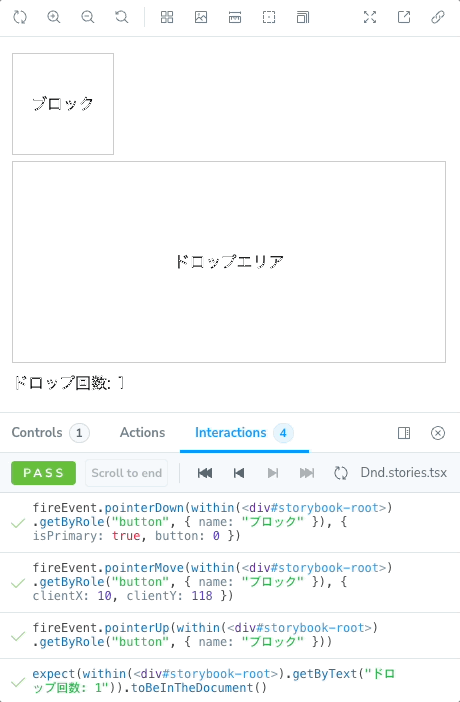 ブロック
ドロップエリア
ドロップ回数: 1
Controls 1 Actions Interactions 4
PASS Scroll to end Dnd.stories.tsx
fireEvent.pointerDown(within(<div#storybook-root>)
.getByRole("button", { name: "ブロック" }), {
isPrimary: true, button: 0 })
fireEvent.pointerMove(within(<div#storybook-root>)
.getByRole("button", { name: "ブロック" }), {
clientX: 10, clientY: 118 })
fireEvent.pointerUp(within(<div#storybook-root>)
.getByRole("button", { name: "ブロック" }))
expect(within(<div#storybook-root>).getByText("ドロ
ップ回数: 1")).toBeInTheDocument()